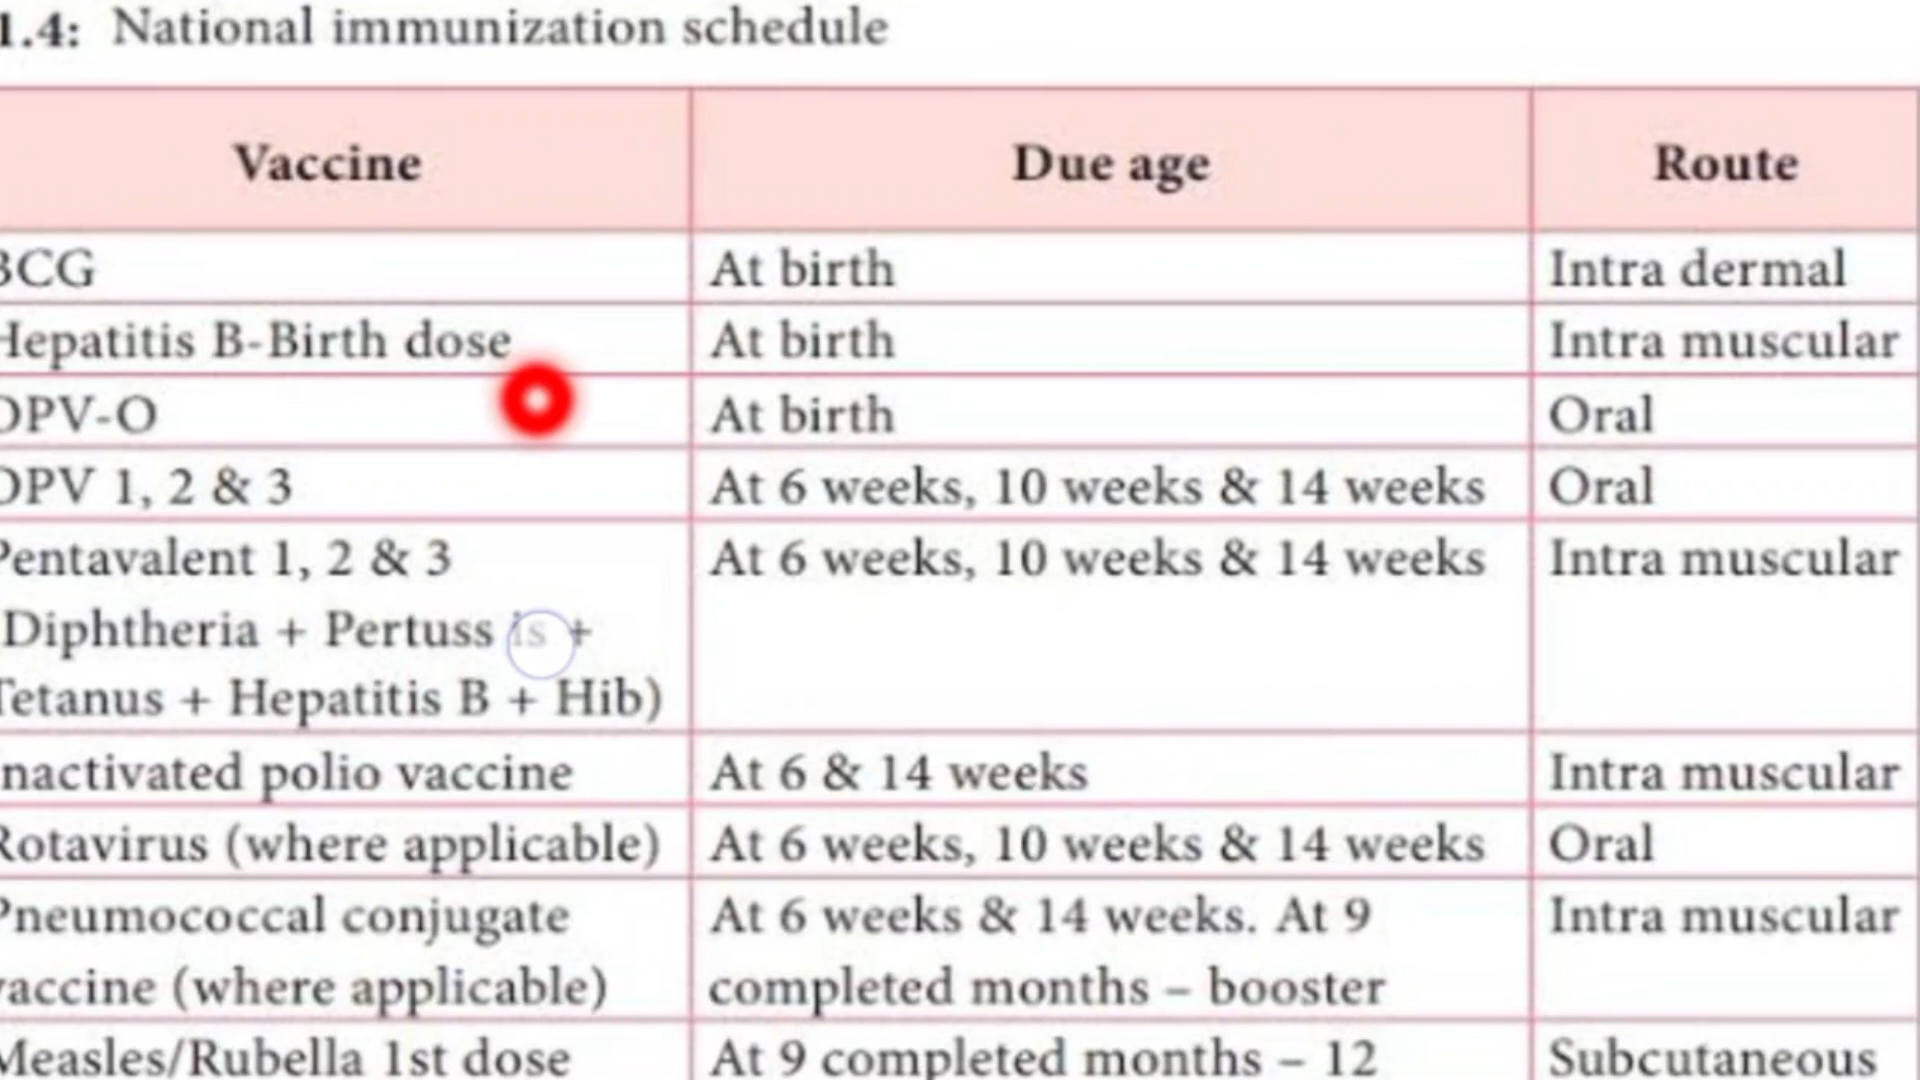 1.4: National immunization schedule
Vaccine Due age Route
BCG At birth Intra dermal
Hepatitis B-Birth dose At birth Intra muscular
OPV-O At birth Oral
OPV 1, 2 & 3 At 6 weeks, 10 weeks & 14 weeks Oral
Pentavalent 1, 2 & 3 At 6 weeks, 10 weeks & 14 weeks Intra muscular
Diphtheria + Pertuss is +
Tetanus + Hepatitis B + Hib)
nactivated polio vaccine At 6 & 14 weeks Intra muscular
Rotavirus (where applicable) At 6 weeks, 10 weeks & 14 weeks Oral
Pneumococcal conjugate At 6 weeks & 14 weeks. At 9 Intra muscular
vaccine (where applicable) completed months – booster
Measles/Rubella 1st dose At 9 completed months – 12 Subcutaneous